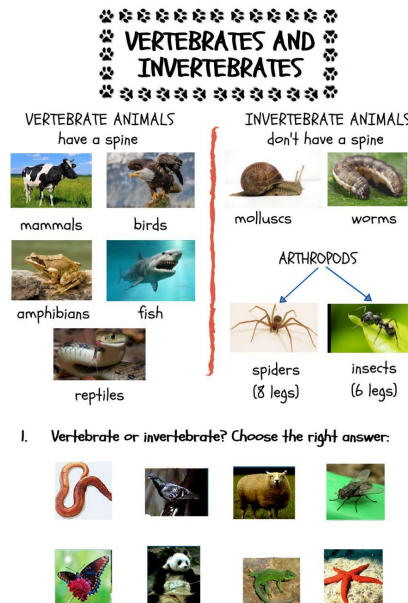 VERTEBRATES AND
INVERTEBRATES
VERTEBRATE ANIMALS
have a spine
mammals
birds
amphibians
fish
reptiles
INVERTEBRATE ANIMALS
don't have a spine
molluscs
worms
ARTHROPODS
spiders
(8 legs)
insects
(6 legs)
1. Vertebrate or invertebrate? Choose the right answer: